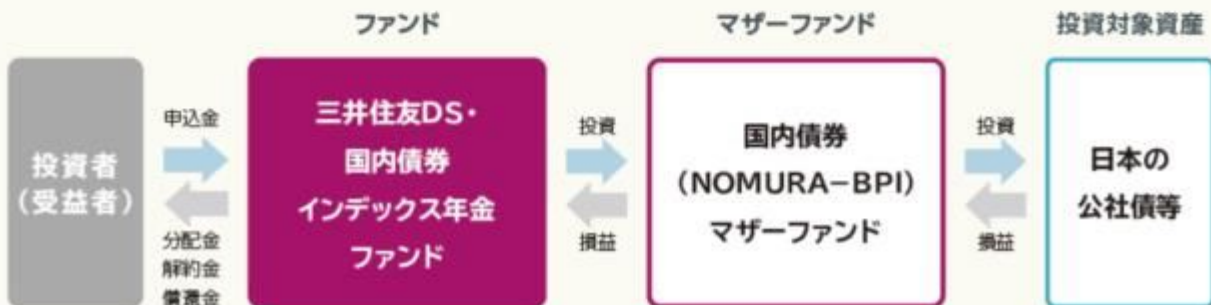 ファンド
マザーファンド
投資対象資産
投資者
（受益者）
申込金
分配金
解約金
償還金
三井住友DS・
国内債券
インデックス年金
ファンド
投資
損益
国内債券
（NOMURA−BPI）
マザーファンド
投資
損益
日本の
公社債等